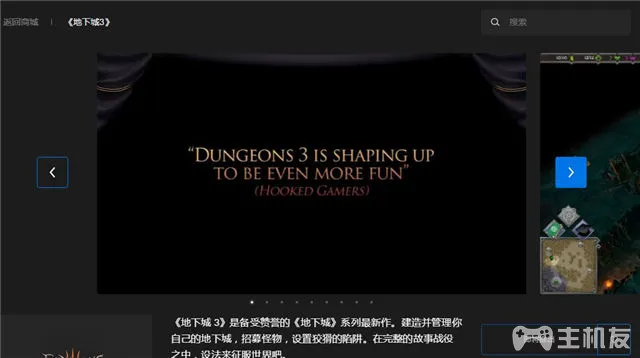 返回商城
《地下城3》
搜索
“DUNGEONS 3 IS SHAPING UP
TO BE EVEN MORE FUN”
(HOOKED GAMERS)
《地下城 3》是备受赞誉的《地下城》系列最新作。建造并管理你
自己的地下城，招募怪物，设置狡猾的陷阱。在完整的故事战役
之中，设法来征服世界吧。
主机友